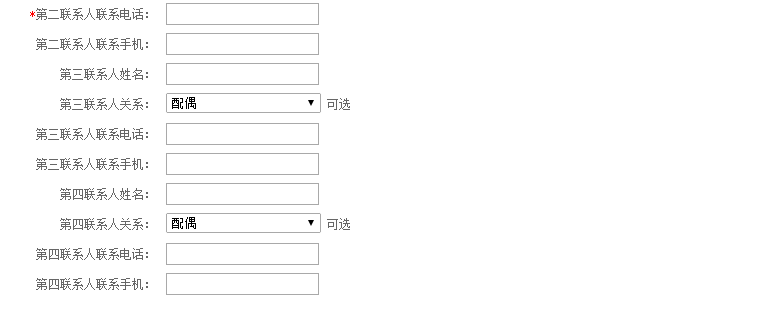 *第二联系人联系电话：
第二联系人联系手机：
第三联系人姓名：
第三联系人关系： 配偶 ▼ 可选
第三联系人联系电话：
第三联系人联系手机：
第四联系人姓名：
第四联系人关系： 配偶 ▼ 可选
第四联系人联系电话：
第四联系人联系手机：